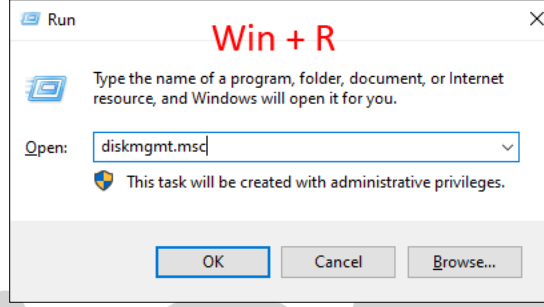 Run
Win + R
Type the name of a program, folder, document, or Internet
resource, and Windows will open it for you.
Open:
diskmgmt.msc
This task will be created with administrative privileges.
OK
Cancel
Browse...